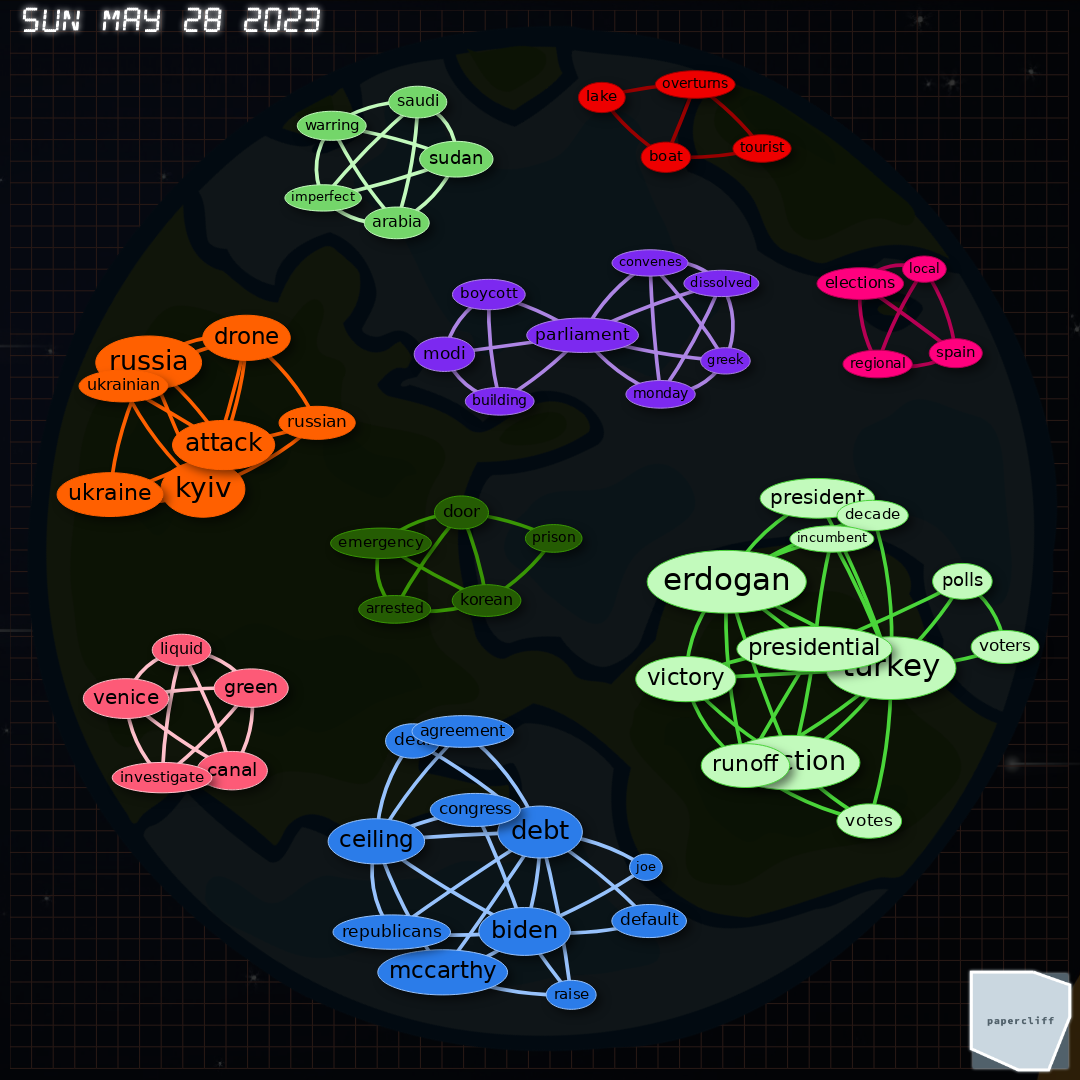 SUN MAY 28 2023
saudi
warring
sudan
imperfect
arabia
lake
overturns
boat
tourist
convenes
dissolved
boycott
parliament
modi
greek
building
monday
elections
local
regional
spain
drone
russia
ukrainian
russian
attack
ukraine
kyiv
door
emergency
prison
arrested
korean
president
decade
incumbent
erdogan
polls
presidential
voters
turkey
victory
runoff
ction
votes
liquid
venice
green
investigate
canal
agreement
congress
ceiling
debt
joe
republicans
biden
default
mccarthy
raise
papercliff